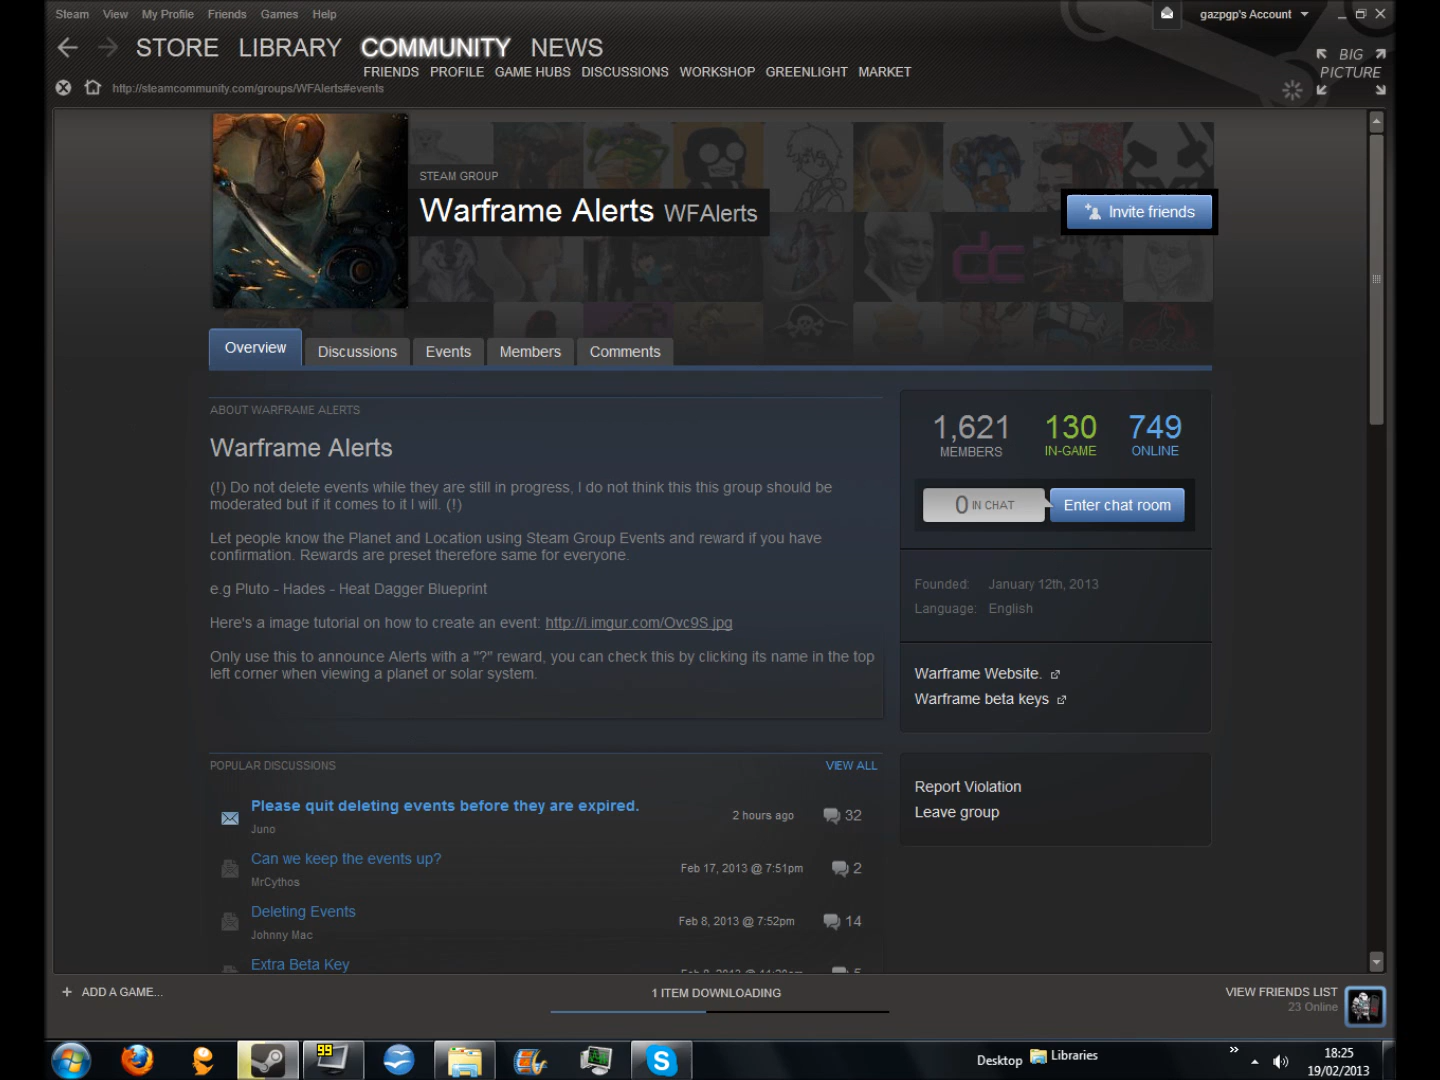 Steam View My Profile Friends Games Help
gazpgp's Account
STORE LIBRARY COMMUNITY NEWS
BIG PICTURE
FRIENDS PROFILE GAME HUBS DISCUSSIONS WORKSHOP GREENLIGHT MARKET
http://steamcommunity.com/groups/WFAlerts#events
STEAM GROUP
Warframe Alerts WFAlerts
Invite friends
dc
Overview Discussions Events Members Comments
ABOUT WARFRAME ALERTS
Warframe Alerts
(!) Do not delete events while they are still in progress, I do not think this this group should be
moderated but if it comes to it I will. (!)
Let people know the Planet and Location using Steam Group Events and reward if you have
confirmation. Rewards are preset therefore same for everyone.
e.g Pluto - Hades - Heat Dagger Blueprint
Here's a image tutorial on how to create an event: http://i.imgur.com/Ovc9S.jpg
Only use this to announce Alerts with a "?" reward, you can check this by clicking its name in the top
left corner when viewing a planet or solar system.
1,621 130 749
MEMBERS IN-GAME ONLINE
0 IN CHAT Enter chat room
Founded: January 12th, 2013
Language: English
Warframe Website.
Warframe beta keys
Report Violation
Leave group
POPULAR DISCUSSIONS VIEW ALL
Please quit deleting events before they are expired.
Juno
2 hours ago 32
Can we keep the events up?
MrCythos
Feb 17, 2013 @ 7:51pm 2
Deleting Events
Johnny Mac
Feb 8, 2013 @ 7:52pm 14
Extra Beta Key
+ ADD A GAME...
1 ITEM DOWNLOADING
VIEW FRIENDS LIST
23 Online
99
Desktop Libraries
18:25
19/02/2013